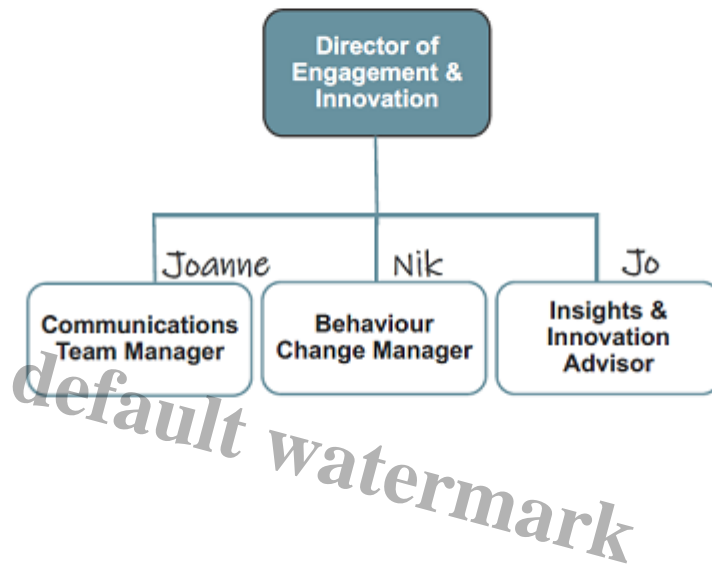 Director of
Engagement &
Innovation
Joanne
Nik
Jo
Communications
Team Manager
Behaviour
Change Manager
Insights &
Innovation
Advisor
default watermark